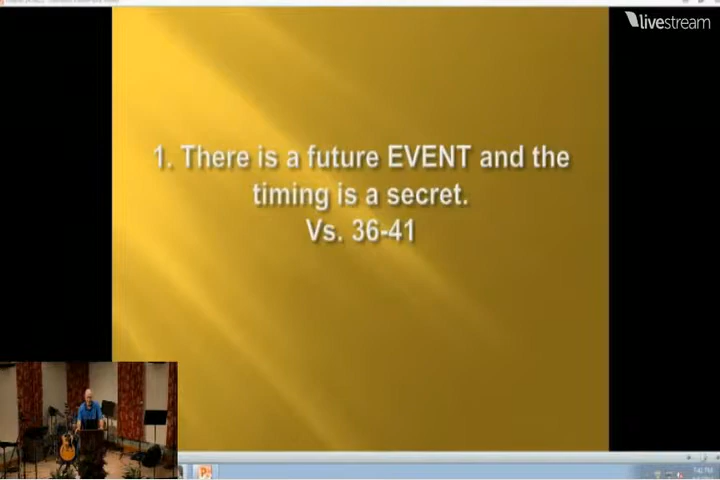 livestream
1. There is a future EVENT and the
timing is a secret.
Vs. 36-41